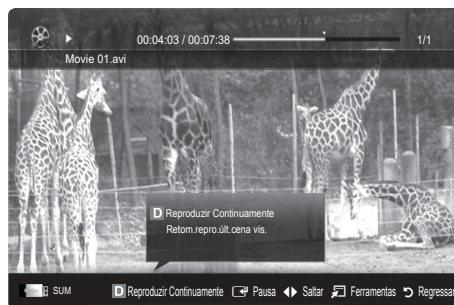 00:04:03 / 00:07:38 1/1
Movie 01.avi
D Reproduzir Continuamente
Retom.repro.últ.cena vis.
SUM D Reproduzir Continuamente Pausa Saltar Ferramentas Regressar